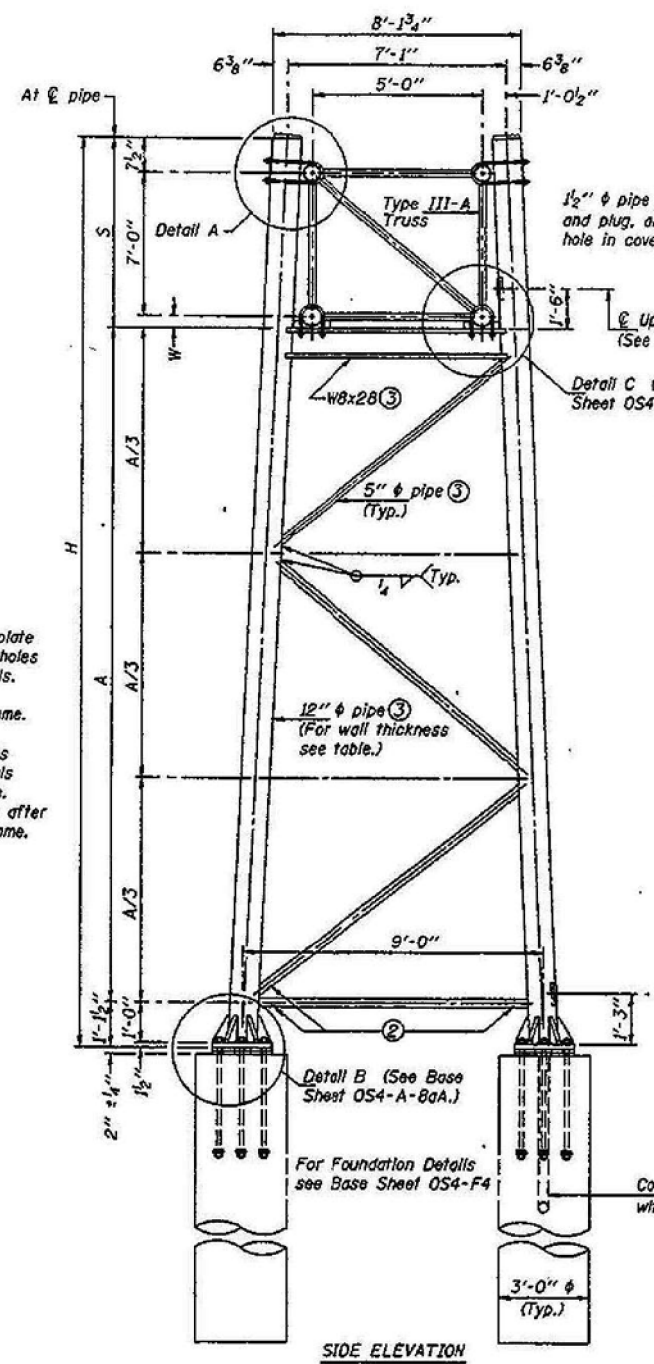 8'-1¾"
6⅜"
7'-1"
6⅜"
5'-0"
1'-0½"
At ℄ pipe
7½"
S
7'-0"
Detail A
Type III-A
Truss
1½" ϕ pipe
and plug,
hole in
1'-6"
℄
(See
W
W8x28 ③
Detail C
Sheet OS4
A/3
5" ϕ pipe ③
(Typ.)
H
¼
Typ.
A
A/3
plate
holes
12" ϕ pipe ③
(For wall thickness
see table.)
after
A/3
9'-0"
1'-1½"
1'-0"
②
1'-3"
2" ±¼"
1½"
Detail B (See Base
Sheet OS4-A-8aA.)
For Foundation Details
see Base Sheet OS4-F4
3'-0" ϕ
(Typ.)
SIDE ELEVATION